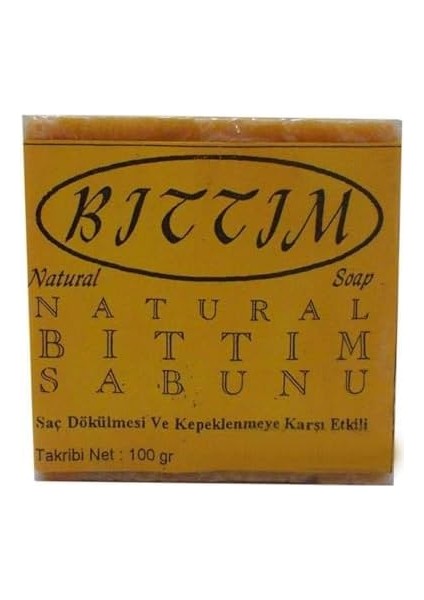 BITTIM
Natural Soap
NATURAL
BITTIM
SABUNU
Saç Dökülmesi Ve Kepeklenmeye Karşı Etkili
Takribi Net : 100 gr